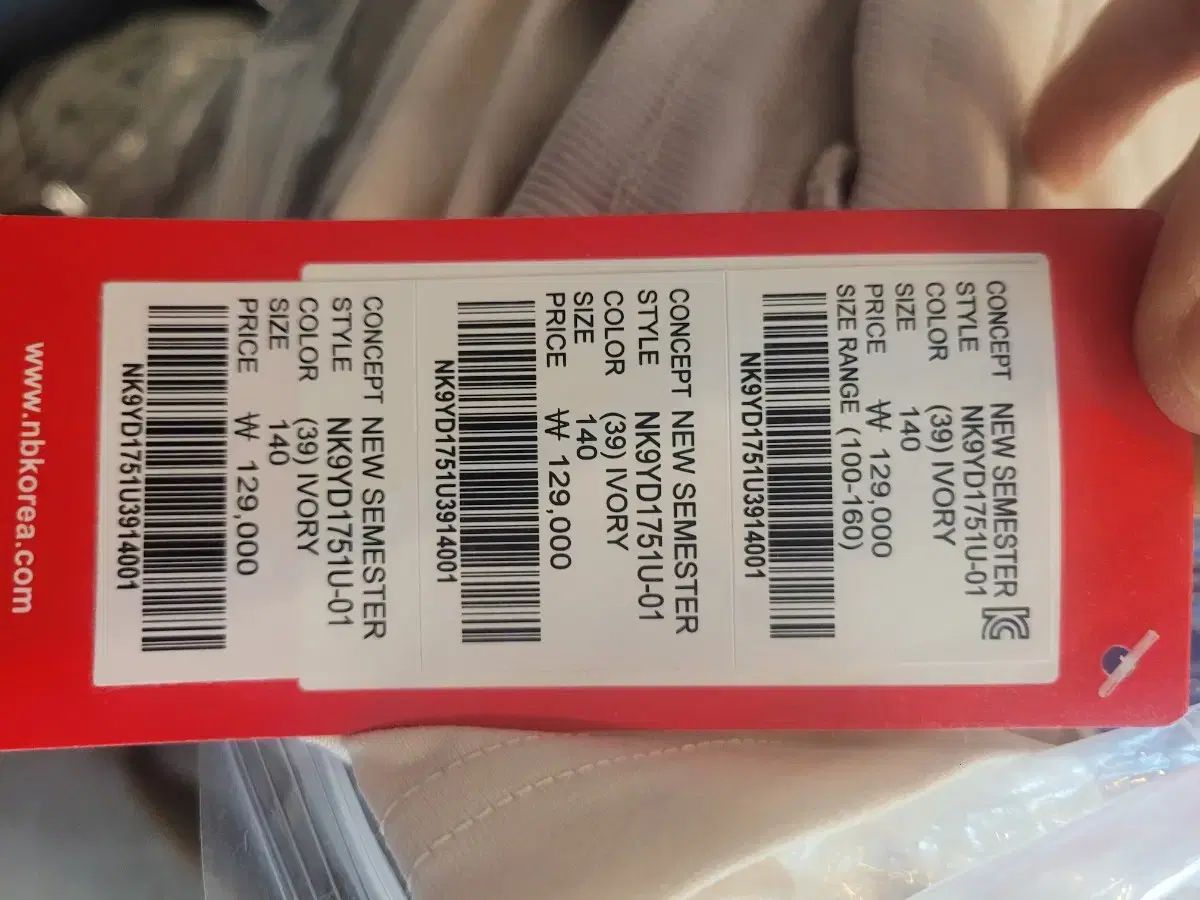 CONCEPT NEW SEMESTER
STYLE NK9YD1751U-01
COLOR (39) IVORY
SIZE 140
PRICE ₩ 129,000
SIZE RANGE (100-160)
NK9YD1751U3914001
CONCEPT NEW SEMESTER
STYLE NK9YD1751U-01
COLOR (39) IVORY
SIZE 140
PRICE ₩ 129,000
NK9YD1751U3914001
CONCEPT NEW SEMESTER
STYLE NK9YD1751U-01
COLOR (39) IVORY
SIZE 140
PRICE ₩ 129,000
NK9YD1751U3914001
www.nbkorea.com